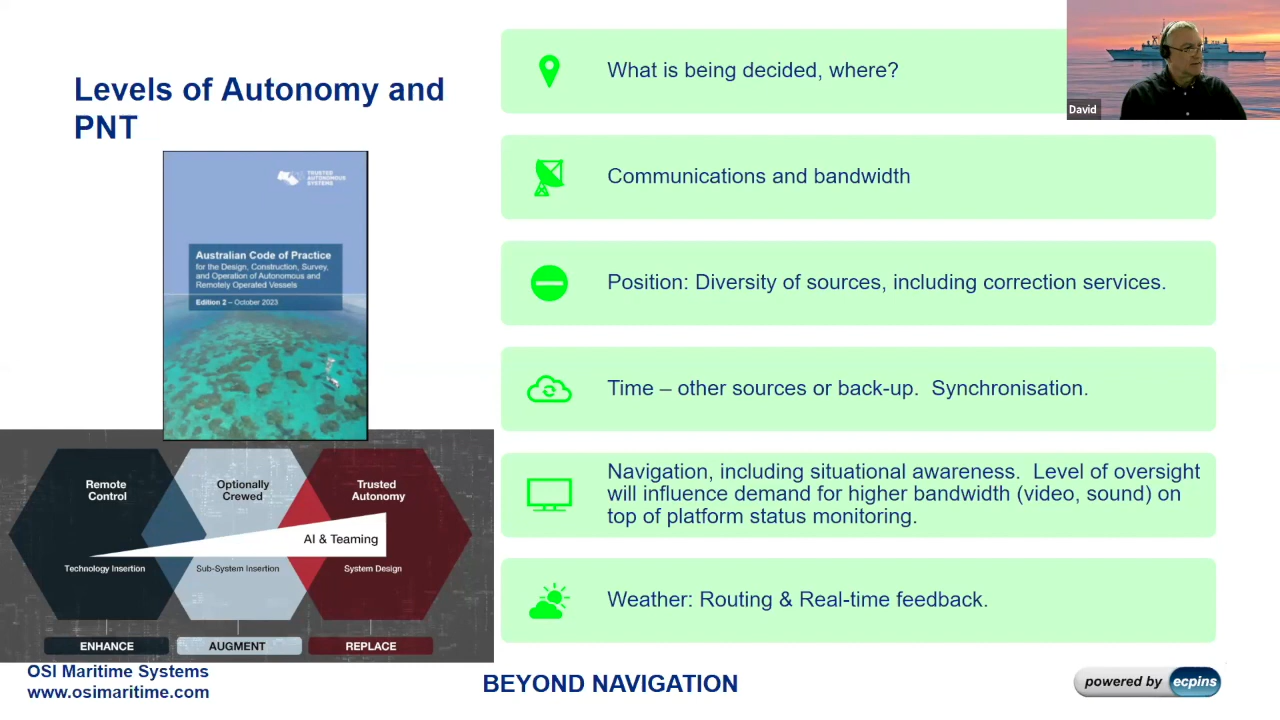 Levels of Autonomy and
PNT
TRUSTED
AUTONOMOUS
SYSTEMS
Australian Code of Practice
for the Design, Construction, Survey,
and Operation of Autonomous and
Remotely Operated Vessels
Edition 2 – October 2023
Remote
Control
Optionally
Crewed
Trusted
Autonomy
AI & Teaming
Technology Insertion
Sub-System Insertion
System Design
ENHANCE
AUGMENT
REPLACE
What is being decided, where?
Communications and bandwidth
Position: Diversity of sources, including correction services.
Time – other sources or back-up.  Synchronisation.
Navigation, including situational awareness.  Level of oversight
will influence demand for higher bandwidth (video, sound) on
top of platform status monitoring.
Weather: Routing & Real-time feedback.
David
OSI Maritime Systems
www.osimaritime.com
BEYOND NAVIGATION
powered by ecpins